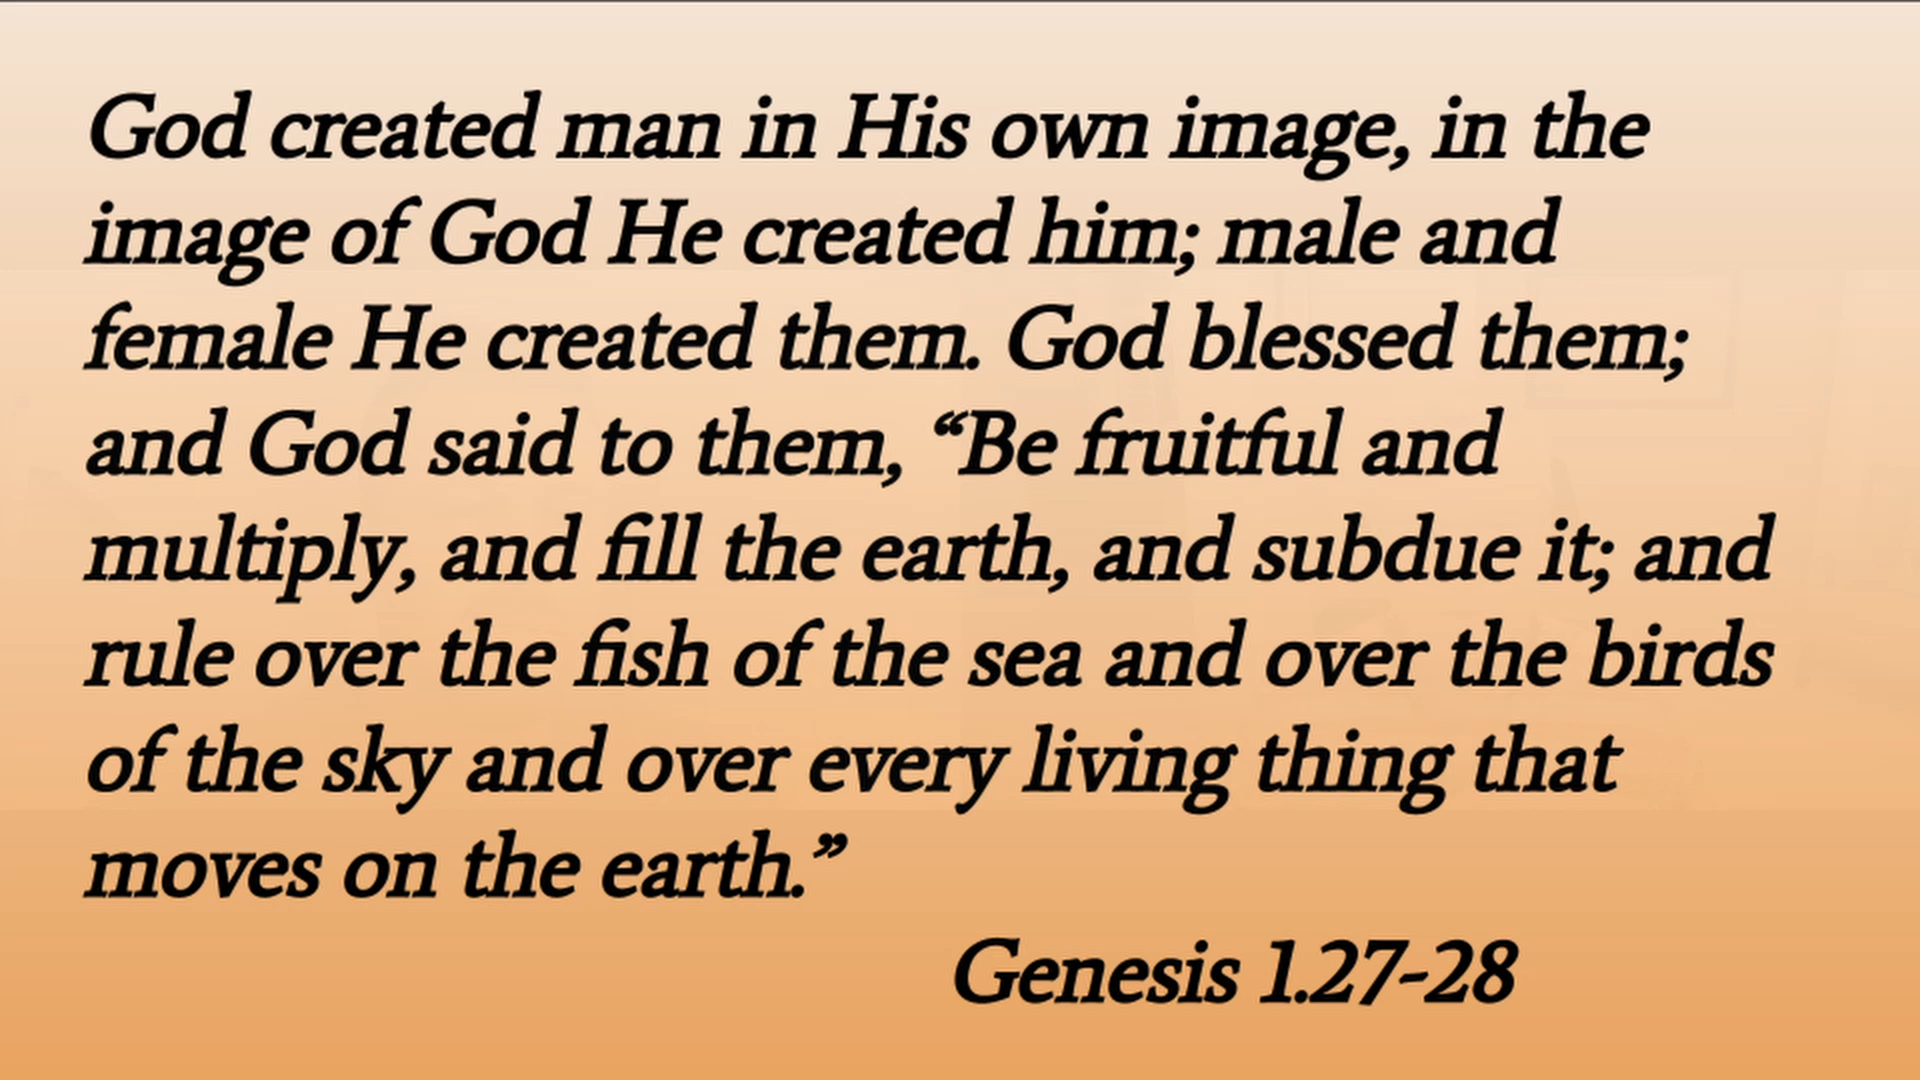 God created man in His own image, in the
image of God He created him; male and
female He created them. God blessed them;
and God said to them, “Be fruitful and
multiply, and fill the earth, and subdue it; and
rule over the fish of the sea and over the birds
of the sky and over every living thing that
moves on the earth.”
Genesis 1.27-28